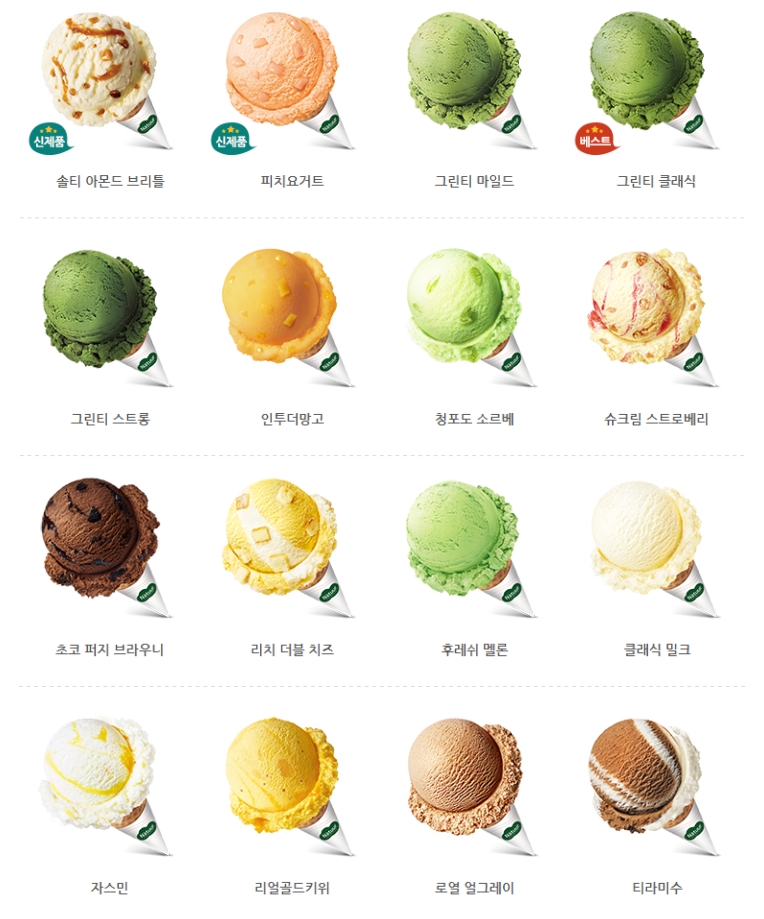 신제품
신제품
베스트
솔티 아몬드 브리틀
피치요거트
그린티 마일드
그린티 클래식
그린티 스트롱
인투더망고
청포도 소르베
슈크림 스트로베리
초코 퍼지 브라우니
리치 더블 치즈
후레쉬 멜론
클래식 밀크
자스민
리얼골드키위
로열 얼그레이
티라미수